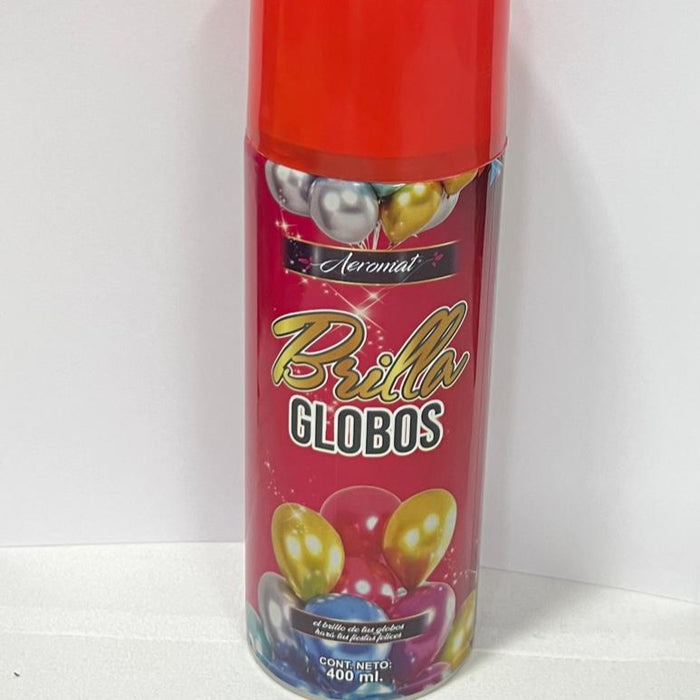 Aeromat
Brilla
GLOBOS
el brillo de tus globos
hará tus fiestas felices
CONT. NETO:
400 ml.